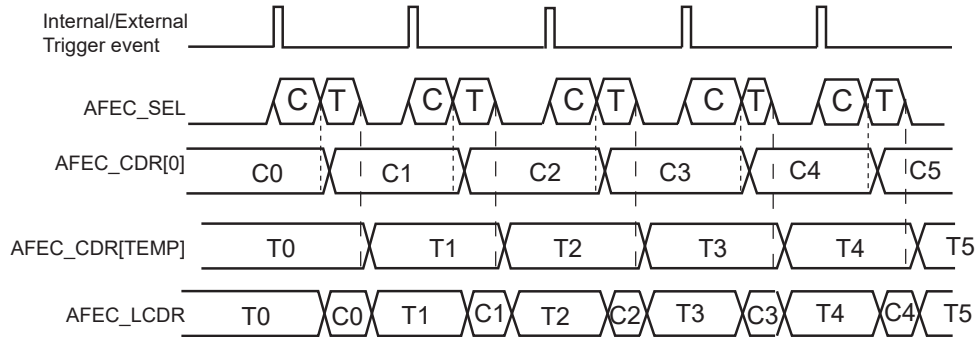 Internal/External
Trigger event
AFEC_SEL C T C T C T C T C T
AFEC_CDR[0] C0 C1 C2 C3 C4 C5
AFEC_CDR[TEMP] T0 T1 T2 T3 T4 T5
AFEC_LCDR T0 C0 T1 C1 T2 C2 T3 C3 T4 C4 T5